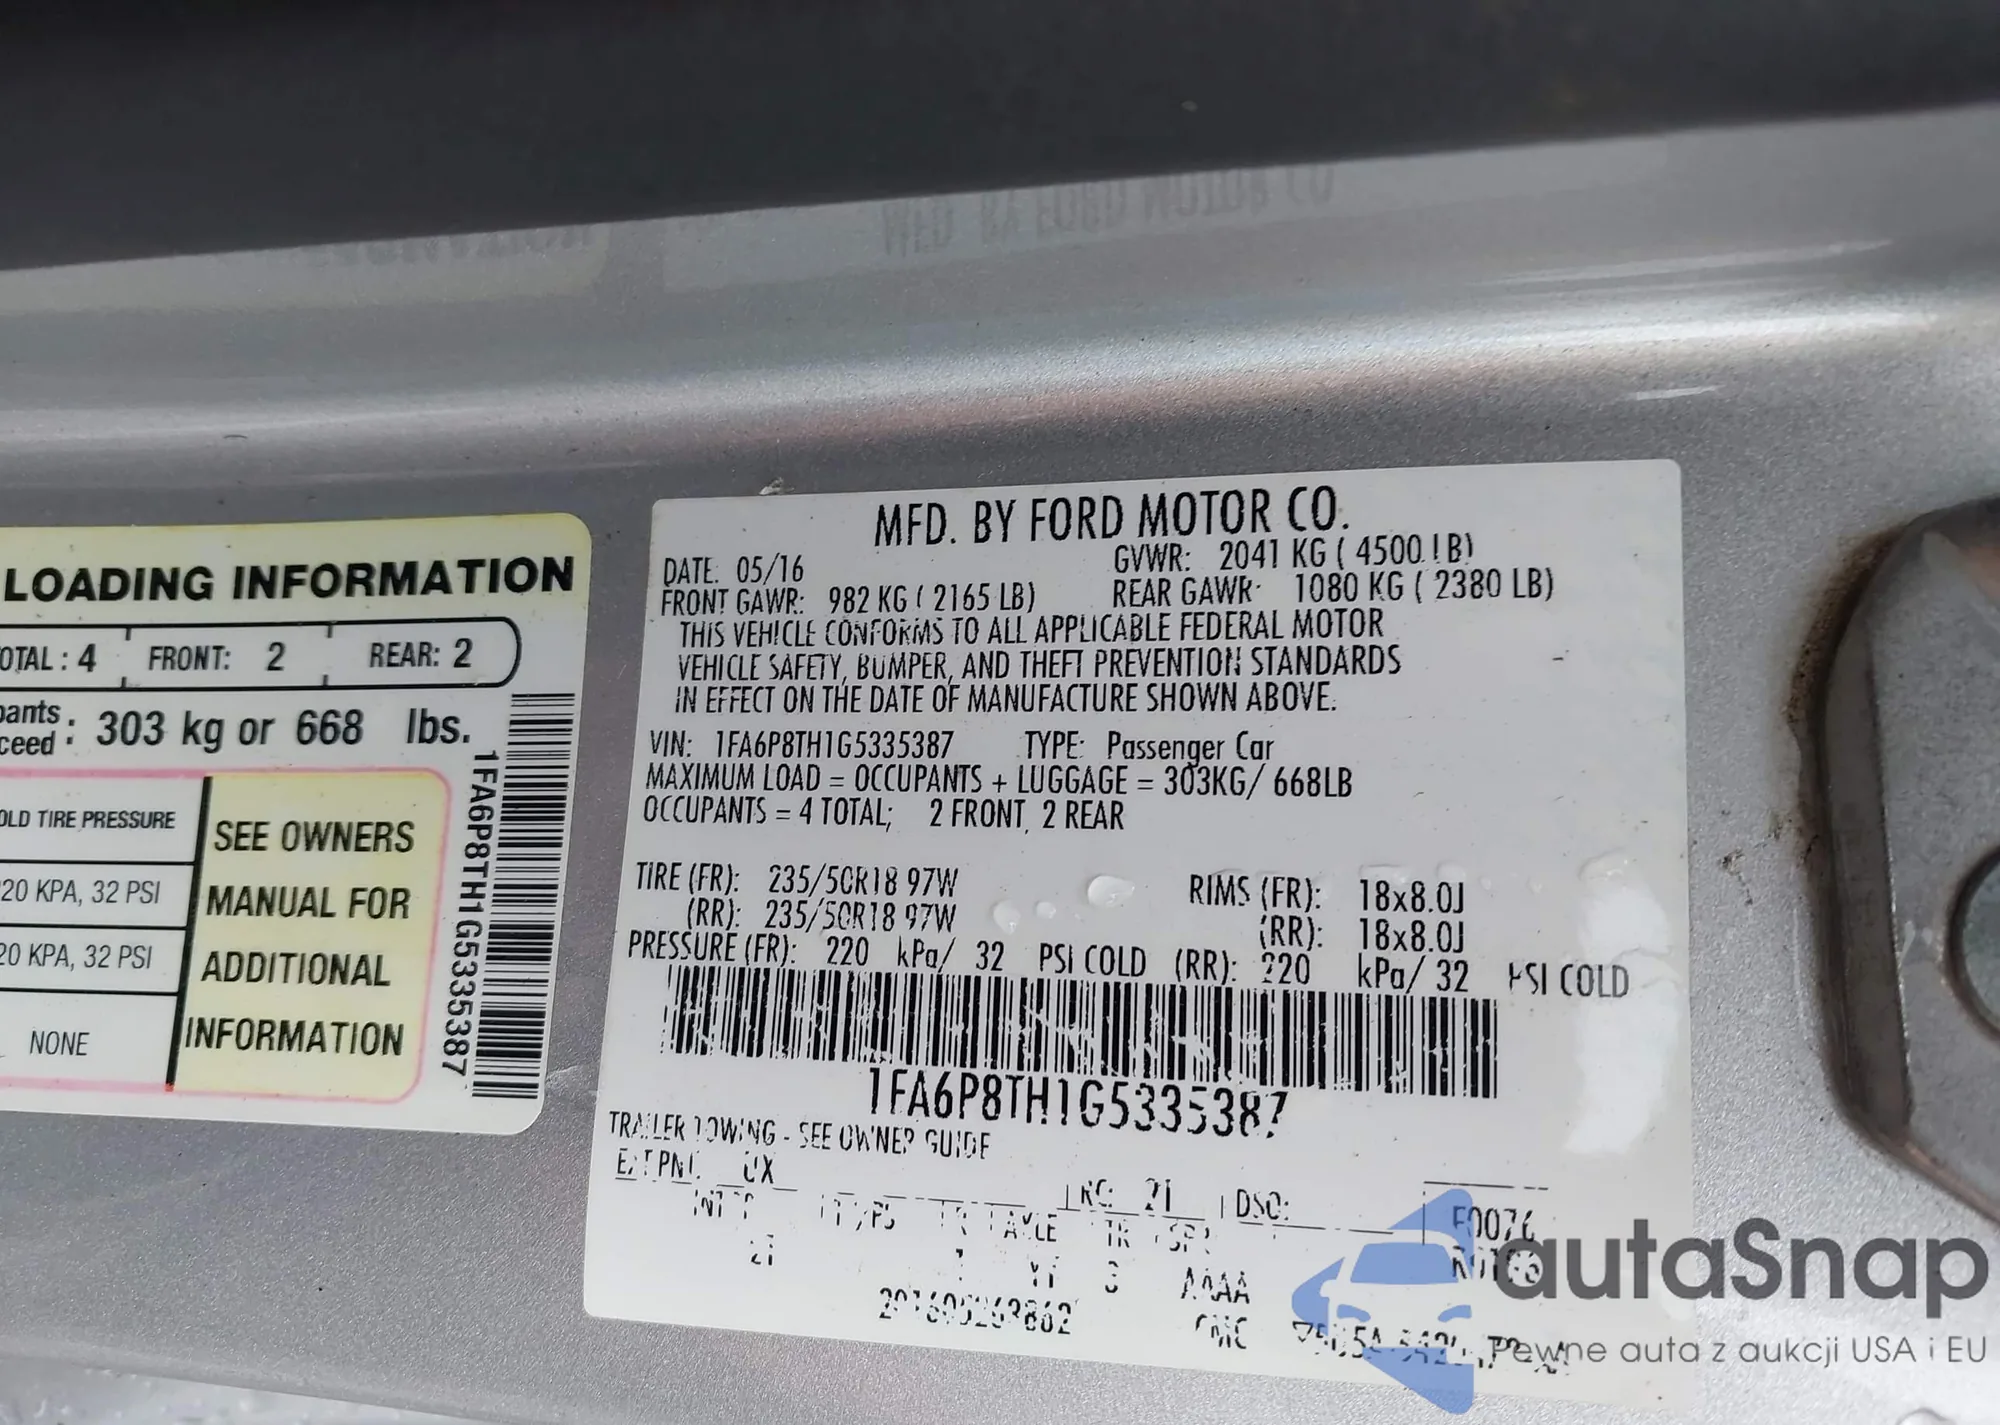 LOADING INFORMATION
OTAL : 4 FRONT: 2 REAR: 2
pants
ceed : 303 kg or 668 lbs.
OLD TIRE PRESSURE
20 KPA, 32 PSI
20 KPA, 32 PSI
NONE
SEE OWNERS
MANUAL FOR
ADDITIONAL
INFORMATION
1FA6P8TH1G5335387
MFD. BY FORD MOTOR CO.
DATE: 05/16 GVWR: 2041 KG ( 4500 LB)
FRONT GAWR: 982 KG ( 2165 LB) REAR GAWR: 1080 KG ( 2380 LB)
THIS VEHICLE CONFORMS TO ALL APPLICABLE FEDERAL MOTOR
VEHICLE SAFETY, BUMPER, AND THEFT PREVENTION STANDARDS
IN EFFECT ON THE DATE OF MANUFACTURE SHOWN ABOVE.
VIN: 1FA6P8TH1G5335387 TYPE: Passenger Car
MAXIMUM LOAD = OCCUPANTS + LUGGAGE = 303KG/ 668LB
OCCUPANTS = 4 TOTAL; 2 FRONT, 2 REAR
TIRE (FR): 235/50R18 97W RIMS (FR): 18x8.0J
(RR): 235/50R18 97W (RR): 18x8.0J
PRESSURE (FR): 220 kPa/ 32 PSI COLD (RR): 220 kPa/ 32 PSI COLD
1FA6P8TH1G5335387
TRAILER TOWING - SEE OWNER GUIDE
EXT PNT: UX RC: 21 DSO:
AXLE TR SPR
AAAA
autaSnap
Pewne auta z aukcji USA i EU